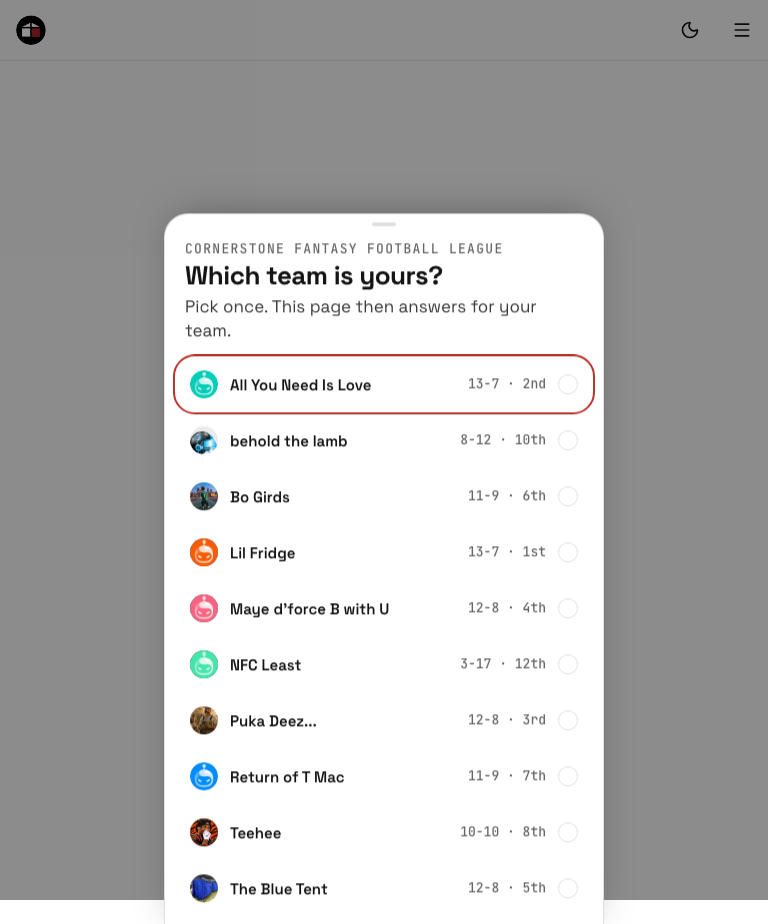 CORNERSTONE FANTASY FOOTBALL LEAGUE
Which team is yours?
Pick once. This page then answers for your
team.
All You Need Is Love 13-7 · 2nd
behold the lamb 8-12 · 10th
Bo Girds 11-9 · 6th
Lil Fridge 13-7 · 1st
Maye d'force B with U 12-8 · 4th
NFC Least 3-17 · 12th
Puka Deez... 12-8 · 3rd
Return of T Mac 11-9 · 7th
Teehee 10-10 · 8th
The Blue Tent 12-8 · 5th